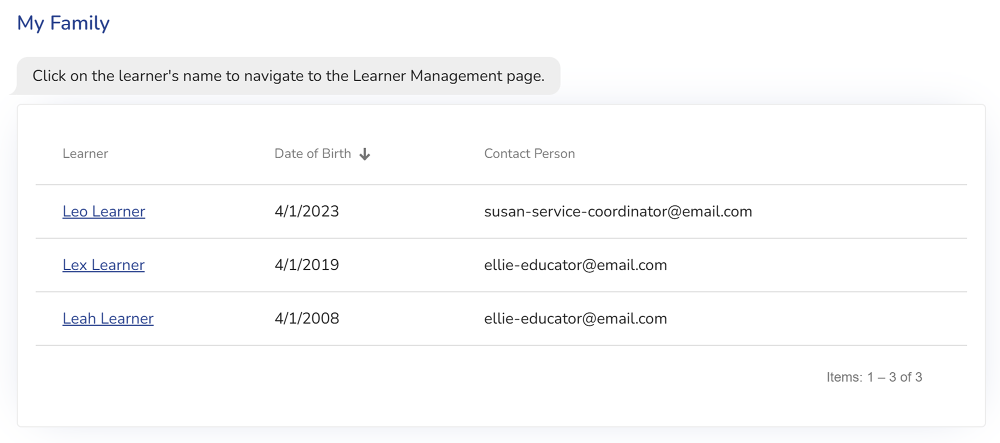 My Family
Click on the learner's name to navigate to the Learner Management page.
Learner Date of Birth Contact Person
Leo Learner 4/1/2023 susan-service-coordinator@email.com
Lex Learner 4/1/2019 ellie-educator@email.com
Leah Learner 4/1/2008 ellie-educator@email.com
Items: 1 – 3 of 3